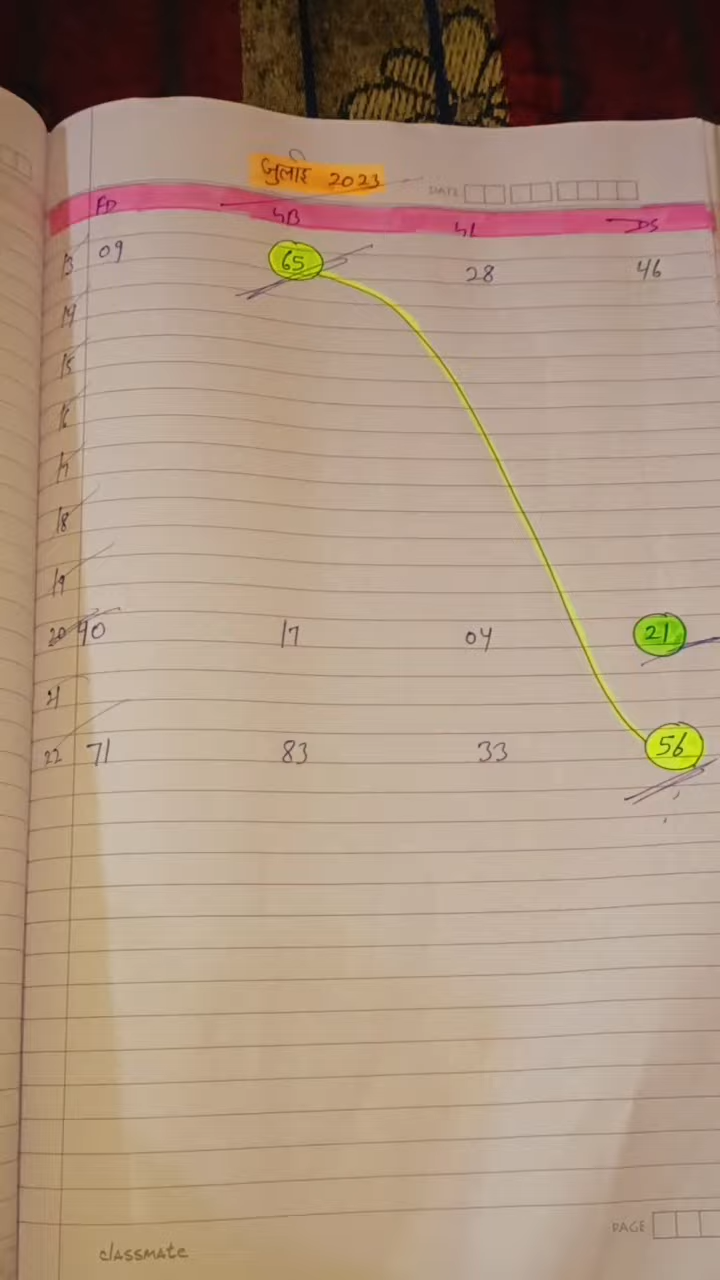 जुलाई 2023
DATE
FD GB GL DS
13 09 65 28 46
14
15
16
17
18
19
20 40 17 04 21
21
22 71 83 33 56
PAGE
classmate